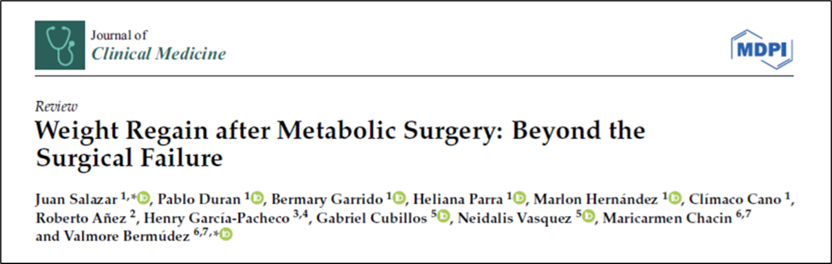 Journal of
Clinical Medicine
MDPI
Review
Weight Regain after Metabolic Surgery: Beyond the
Surgical Failure
Juan Salazar 1,*, Pablo Duran 1, Bermary Garrido 1, Heliana Parra 1, Marlon Hernández 1, Clímaco Cano 1,
Roberto Añez 2, Henry García-Pacheco 3,4, Gabriel Cubillos 5, Neidalis Vasquez 5, Maricarmen Chacin 6,7
and Valmore Bermúdez 6,7,*